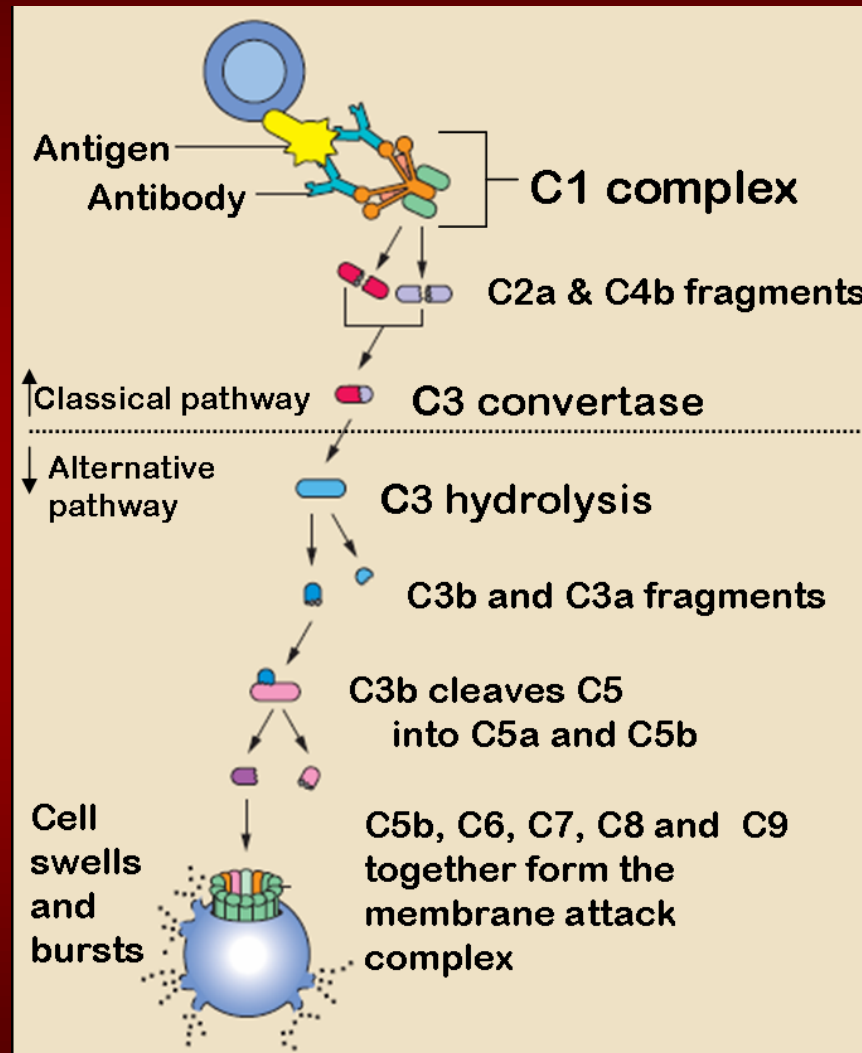 Antigen
Antibody
C1 complex
C2a & C4b fragments
Classical pathway
C3 convertase
Alternative
pathway
C3 hydrolysis
C3b and C3a fragments
C3b cleaves C5
into C5a and C5b
Cell
swells
and
bursts
C5b, C6, C7, C8 and C9
together form the
membrane attack
complex